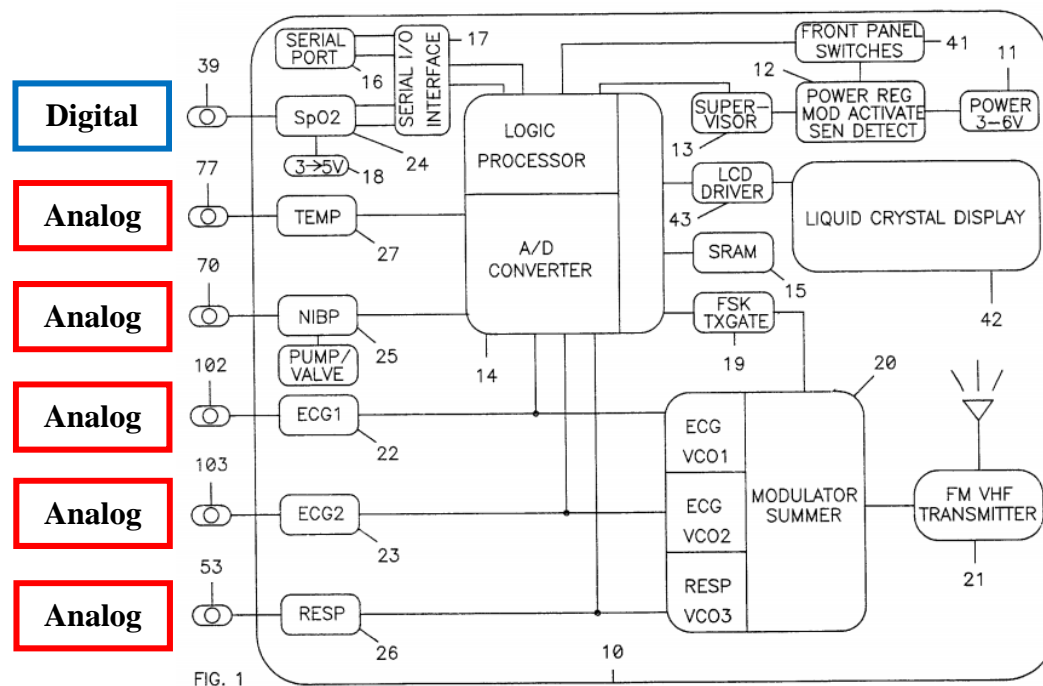 SERIAL
PORT
16
SERIAL I/O
INTERFACE
17
FRONT PANEL
SWITCHES
41
11
39
Digital
SpO2
24
3→5V
18
LOGIC
PROCESSOR
SUPER-
VISOR
13
12
POWER REG
MOD ACTIVATE
SEN DETECT
POWER
3-6V
77
Analog
TEMP
27
A/D
CONVERTER
LCD
DRIVER
43
LIQUID CRYSTAL DISPLAY
42
70
Analog
NIBP
25
PUMP/
VALVE
14
SRAM
15
FSK
TXGATE
19
20
102
Analog
ECG1
22
ECG
VCO1
103
Analog
ECG2
23
ECG
VCO2
MODULATOR
SUMMER
FM VHF
TRANSMITTER
21
53
Analog
RESP
26
RESP
VCO3
10
FIG. 1